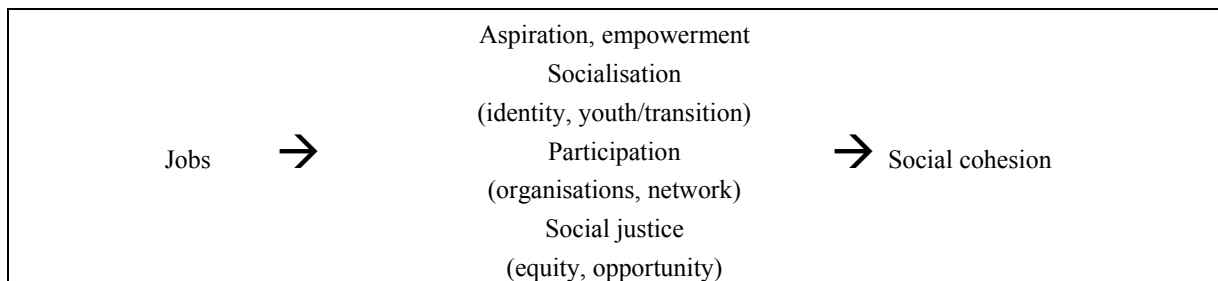 Aspiration, empowerment
Socialisation
(identity, youth/transition)
Jobs → Participation → Social cohesion
(organisations, network)
Social justice
(equity, opportunity)